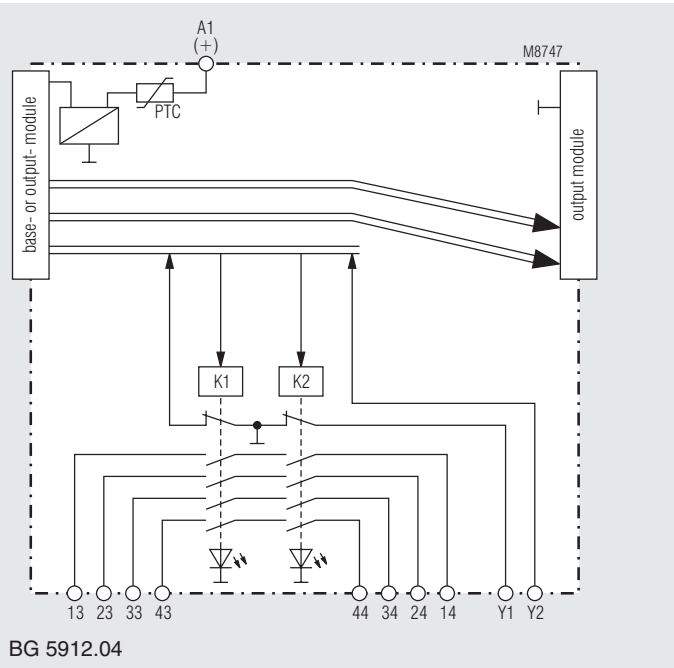 A1
(+)
M8747
PTC
base- or output- module
output module
K1
K2
13 23 33 43 44 34 24 14 Y1 Y2
BG 5912.04